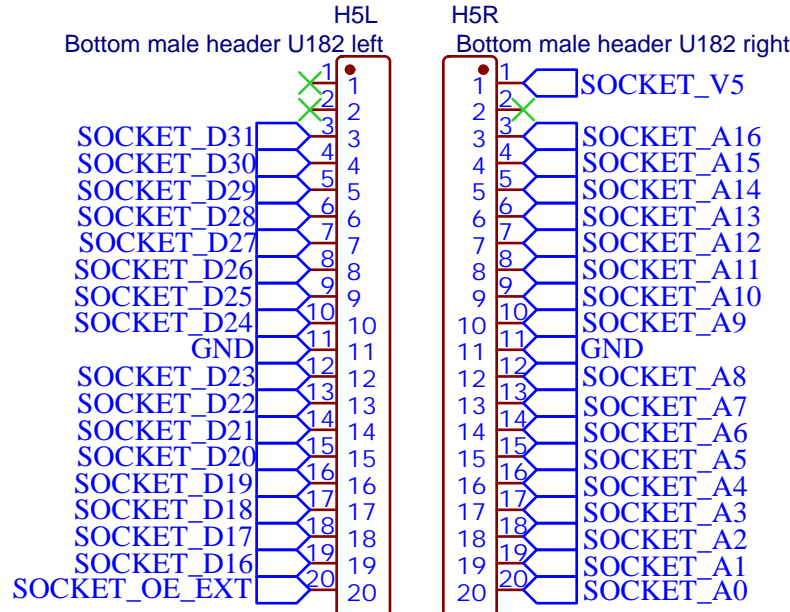 H5L H5R
Bottom male header U182 left Bottom male header U182 right
1 1 1 1 SOCKET_V5
2 2 2 2
SOCKET_D31 3 3 3 3 SOCKET_A16
SOCKET_D30 4 4 4 4 SOCKET_A15
SOCKET_D29 5 5 5 5 SOCKET_A14
SOCKET_D28 6 6 6 6 SOCKET_A13
SOCKET_D27 7 7 7 7 SOCKET_A12
SOCKET_D26 8 8 8 8 SOCKET_A11
SOCKET_D25 9 9 9 9 SOCKET_A10
SOCKET_D24 10 10 10 10 SOCKET_A9
GND 11 11 11 11 GND
SOCKET_D23 12 12 12 12 SOCKET_A8
SOCKET_D22 13 13 13 13 SOCKET_A7
SOCKET_D21 14 14 14 14 SOCKET_A6
SOCKET_D20 15 15 15 15 SOCKET_A5
SOCKET_D19 16 16 16 16 SOCKET_A4
SOCKET_D18 17 17 17 17 SOCKET_A3
SOCKET_D17 18 18 18 18 SOCKET_A2
SOCKET_D16 19 19 19 19 SOCKET_A1
SOCKET_OE_EXT 20 20 20 20 SOCKET_A0